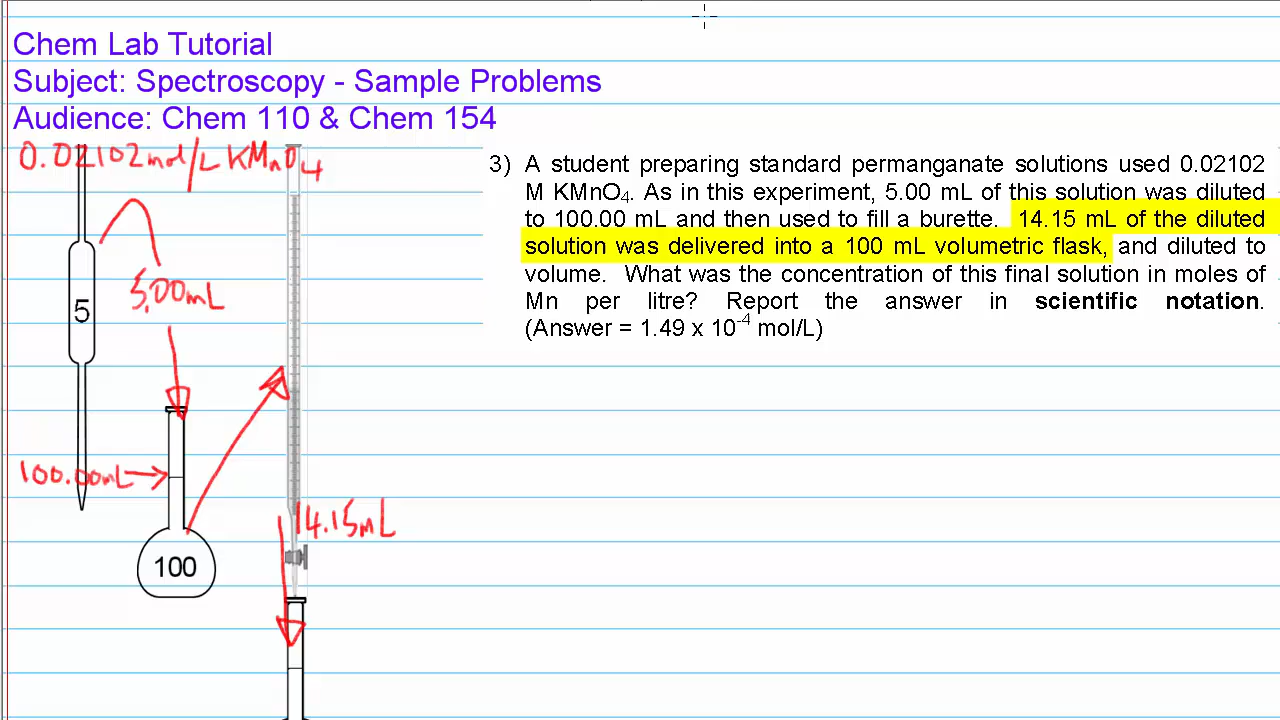 Chem Lab Tutorial
Subject: Spectroscopy - Sample Problems
Audience: Chem 110 & Chem 154
0.02102 mol/L KMnO4
3) A student preparing standard permanganate solutions used 0.02102
M KMnO4. As in this experiment, 5.00 mL of this solution was diluted
to 100.00 mL and then used to fill a burette. 14.15 mL of the diluted
solution was delivered into a 100 mL volumetric flask, and diluted to
volume. What was the concentration of this final solution in moles of
Mn per litre? Report the answer in scientific notation.
(Answer = 1.49 x 10-4 mol/L)
5.00mL
5
100.00mL
14.15mL
100